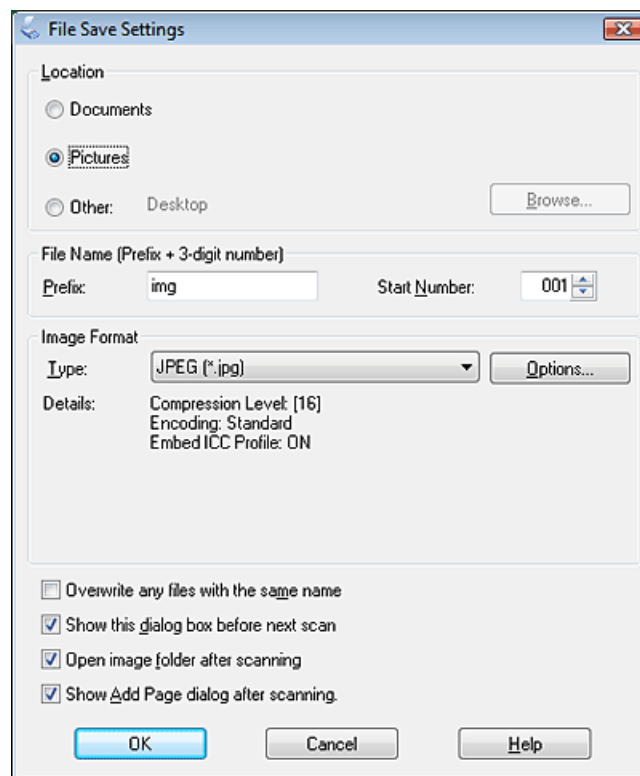 File Save Settings
Location
Documents
Pictures
Other: Desktop Browse...
File Name (Prefix + 3-digit number)
Prefix: img Start Number: 001
Image Format
Type: JPEG (*.jpg) Options...
Details: Compression Level: [16]
Encoding: Standard
Embed ICC Profile: ON
Overwrite any files with the same name
Show this dialog box before next scan
Open image folder after scanning
Show Add Page dialog after scanning.
OK Cancel Help